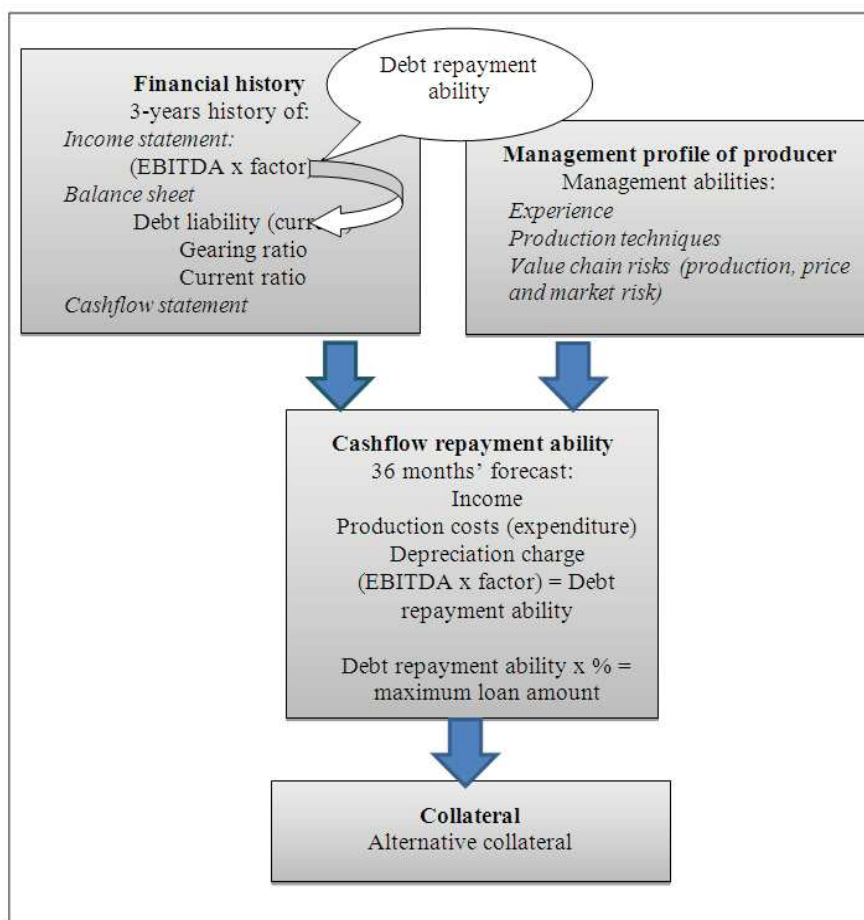 Debt repayment
ability
Financial history
3-years history of:
Income statement:
(EBITDA x factor)
Balance sheet
Debt liability (curr
Gearing ratio
Current ratio
Cashflow statement
Management profile of producer
Management abilities:
Experience
Production techniques
Value chain risks (production, price
and market risk)
Cashflow repayment ability
36 months’ forecast:
Income
Production costs (expenditure)
Depreciation charge
(EBITDA x factor) = Debt
repayment ability
Debt repayment ability x % =
maximum loan amount
Collateral
Alternative collateral